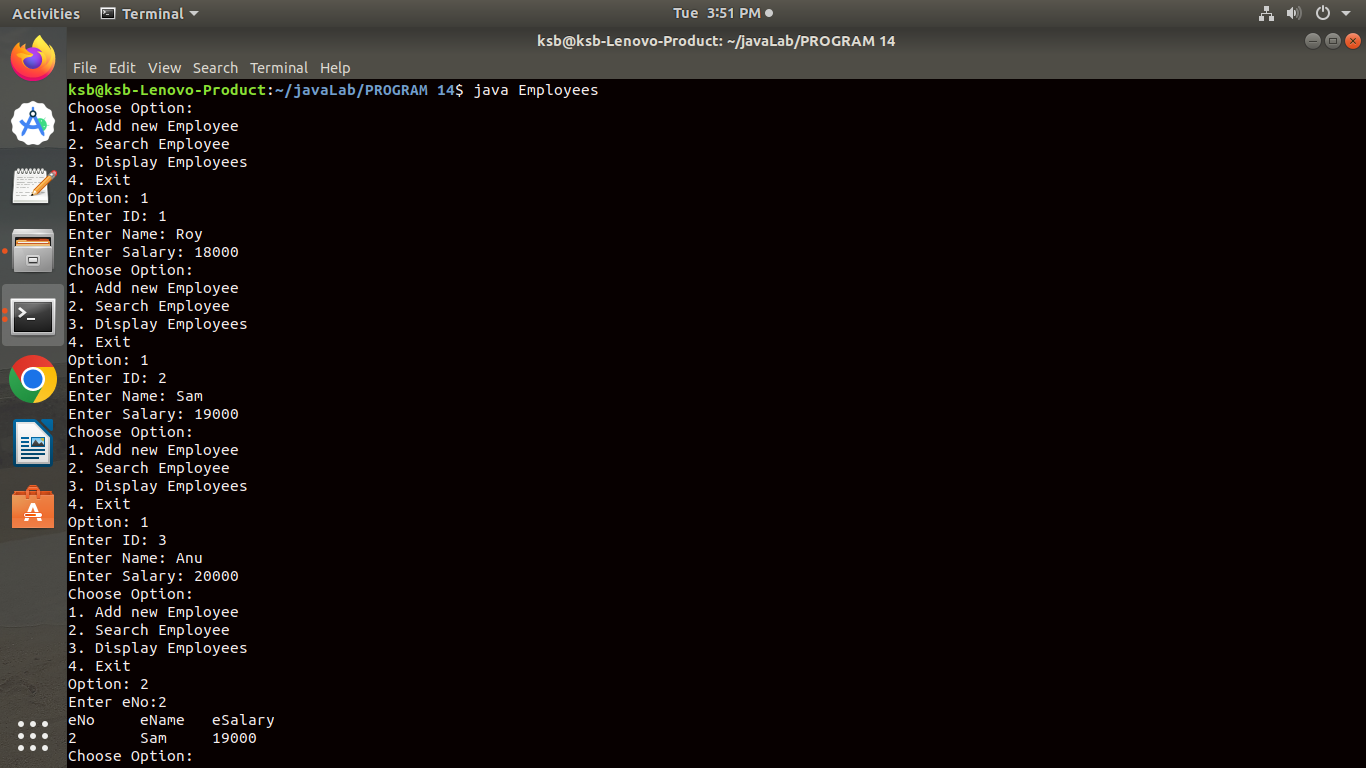 Activities Terminal Tue 3:51 PM
ksb@ksb-Lenovo-Product: ~/javaLab/PROGRAM 14
File Edit View Search Terminal Help
ksb@ksb-Lenovo-Product:~/javaLab/PROGRAM 14$ java Employees
Choose Option:
1. Add new Employee
2. Search Employee
3. Display Employees
4. Exit
Option: 1
Enter ID: 1
Enter Name: Roy
Enter Salary: 18000
Choose Option:
1. Add new Employee
2. Search Employee
3. Display Employees
4. Exit
Option: 1
Enter ID: 2
Enter Name: Sam
Enter Salary: 19000
Choose Option:
1. Add new Employee
2. Search Employee
3. Display Employees
4. Exit
Option: 1
Enter ID: 3
Enter Name: Anu
Enter Salary: 20000
Choose Option:
1. Add new Employee
2. Search Employee
3. Display Employees
4. Exit
Option: 2
Enter eNo:2
eNo eName eSalary
2 Sam 19000
Choose Option: